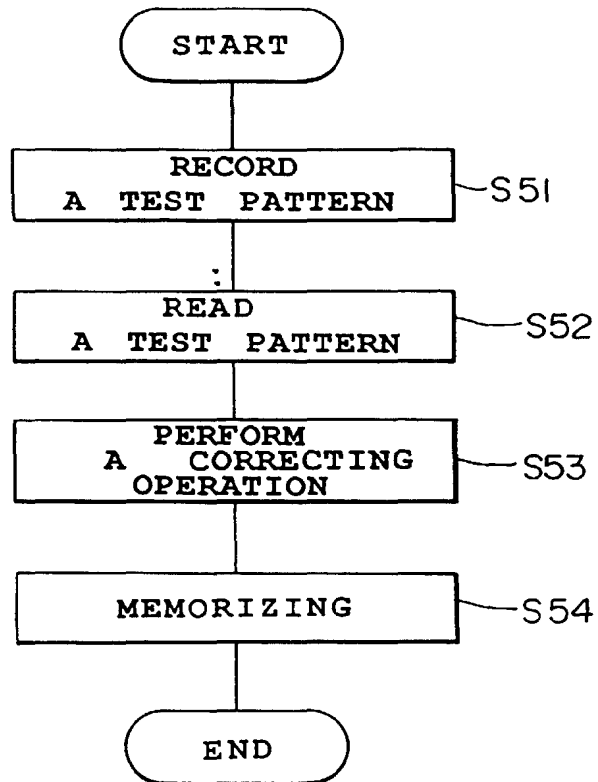 START
RECORD
A TEST PATTERN
S51
READ
A TEST PATTERN
S52
PERFORM
A CORRECTING
OPERATION
S53
MEMORIZING
S54
END